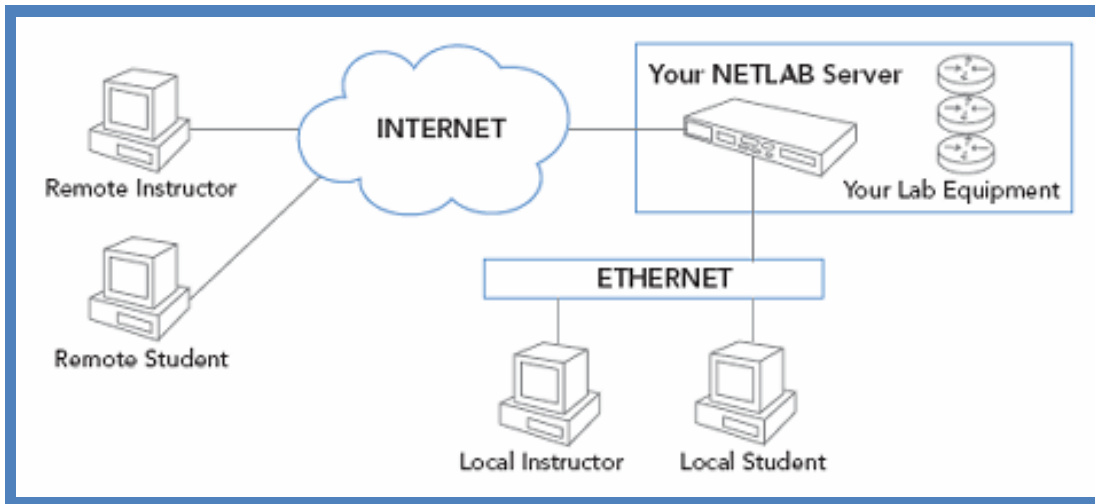 Your NETLAB Server
INTERNET
Remote Instructor
Your Lab Equipment
ETHERNET
Remote Student
Local Instructor
Local Student